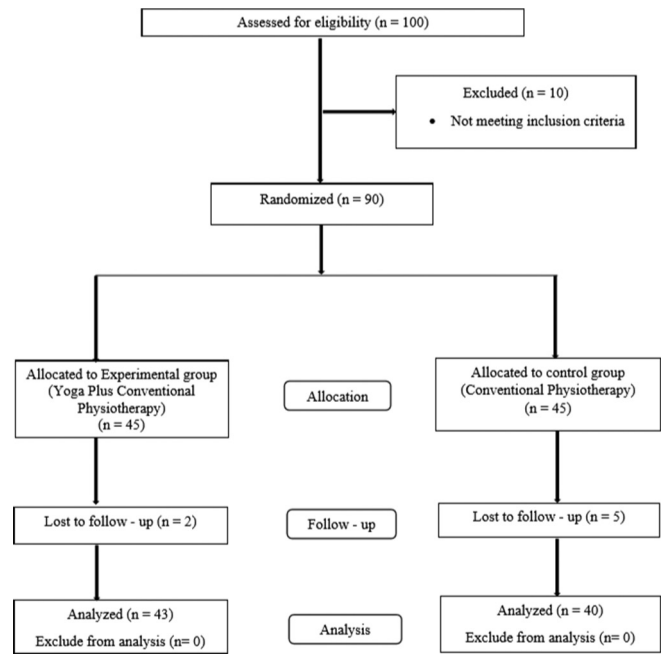 Assessed for eligibility (n = 100)
Excluded (n = 10)
• Not meeting inclusion criteria
Randomized (n = 90)
Allocated to Experimental group
(Yoga Plus Conventional
Physiotherapy)
(n = 45)
Allocation
Allocated to control group
(Conventional Physiotherapy)
(n = 45)
Lost to follow - up (n = 2)
Follow - up
Lost to follow - up (n = 5)
Analyzed (n = 43)
Exclude from analysis (n= 0)
Analysis
Analyzed (n = 40)
Exclude from analysis (n= 0)